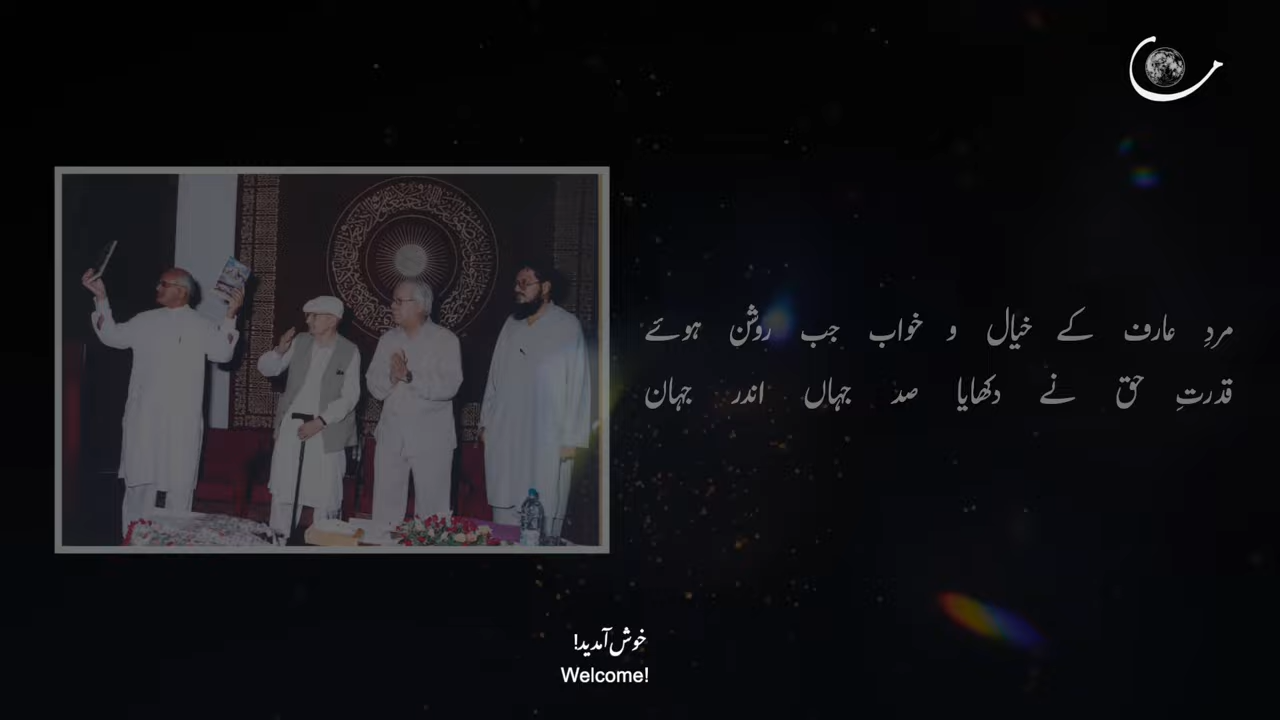 مردِ عارف کے خیال و خواب جب روشن ہوئے
قدرتِ حق نے دکھایا صد جہاں اندر جہان
خوش آمدید!
Welcome!